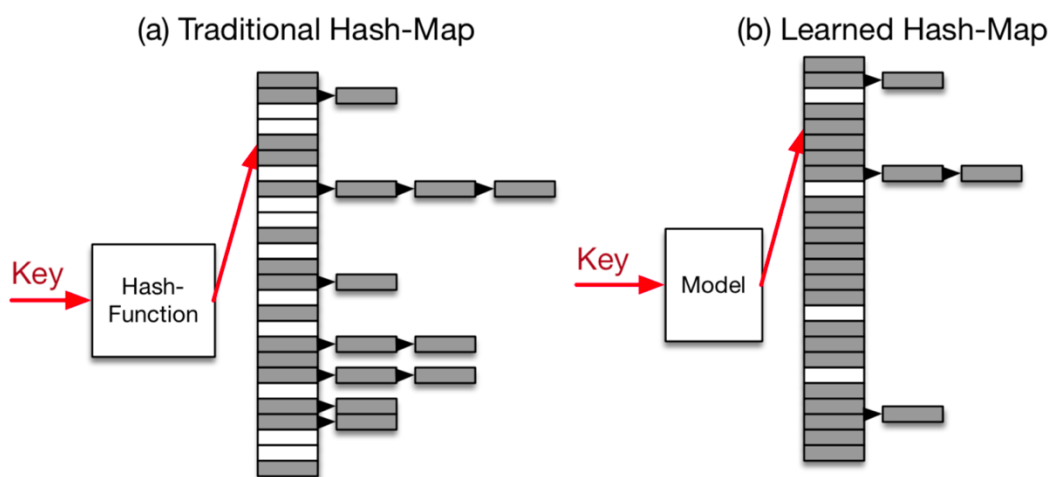 (a) Traditional Hash-Map
(b) Learned Hash-Map
Key
Hash-
Function
Key
Model